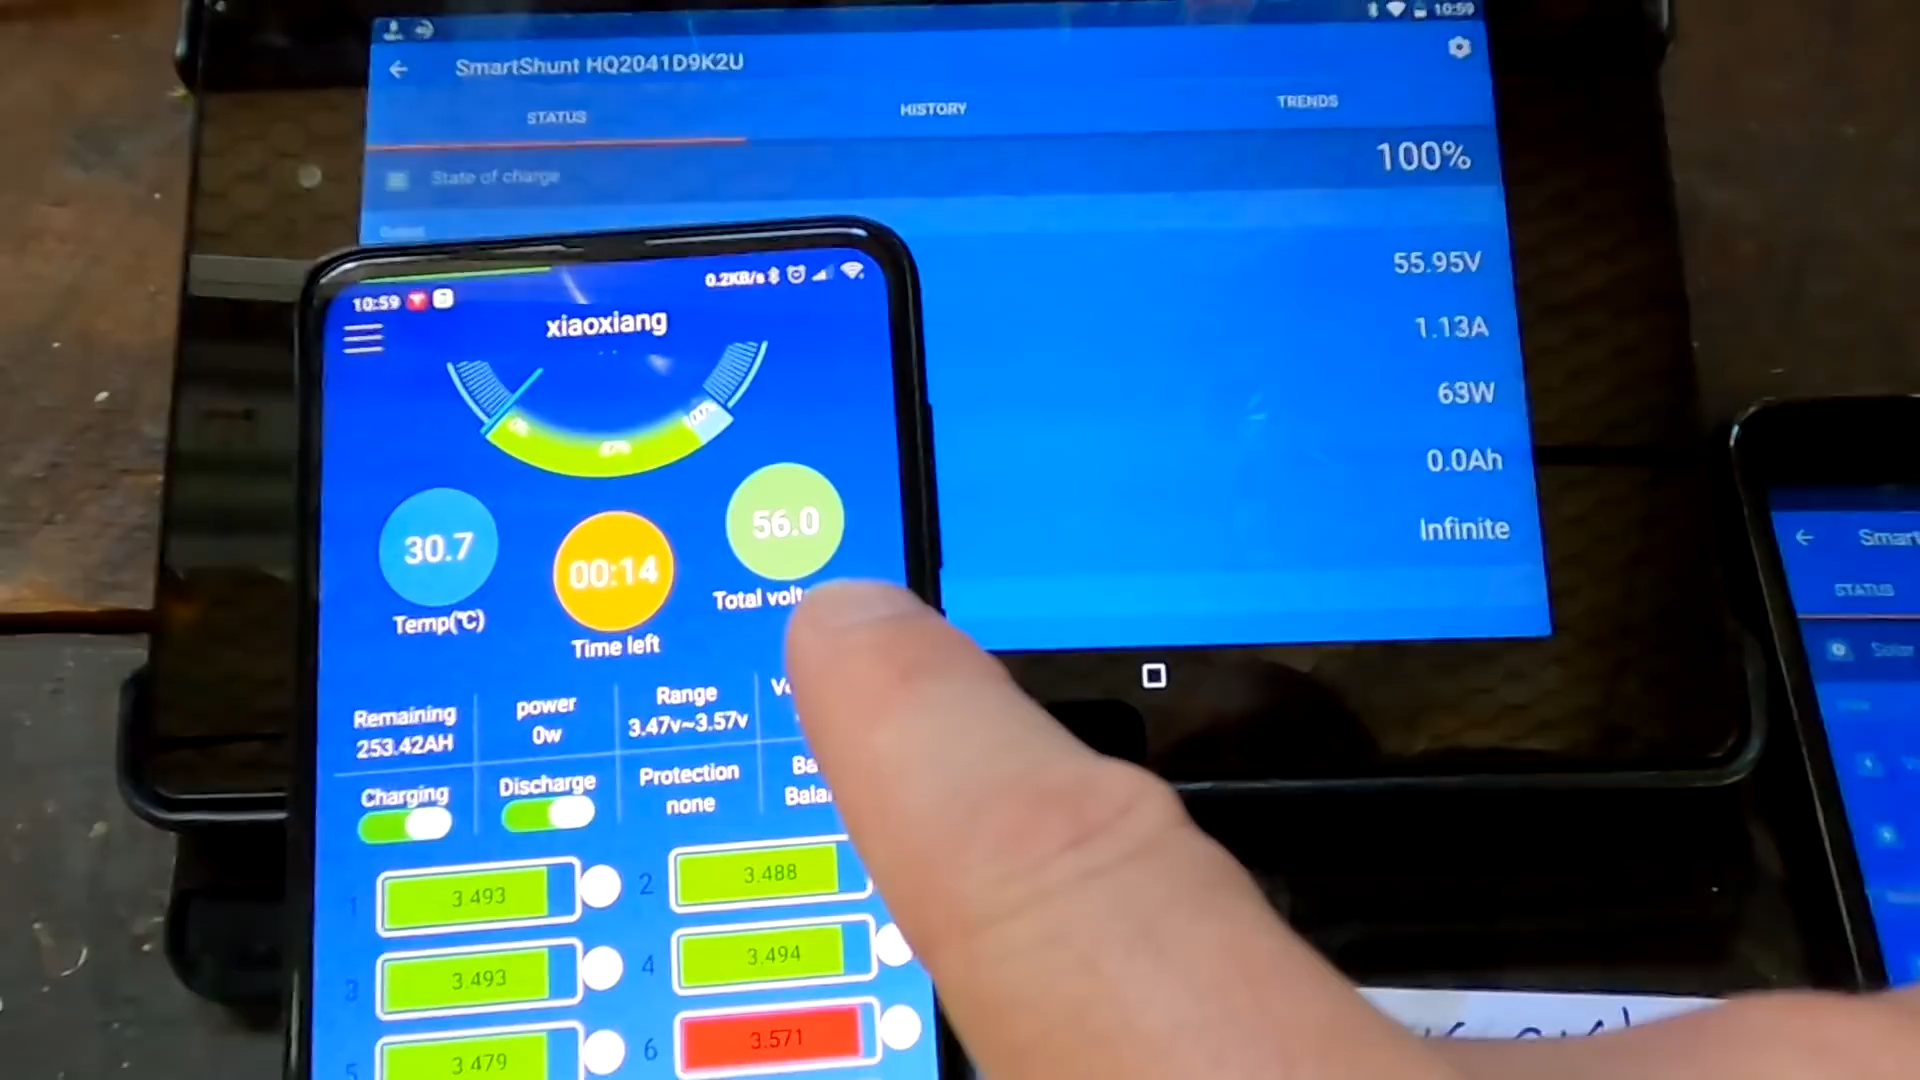 10:59
SmartShunt HQ2041D9K2U
STATUS
HISTORY
TRENDS
State of charge
100%
55.95V
1.13A
63W
0.0Ah
Infinite
10:59
0.2KB/s
xiaoxiang
30.7
Temp(℃)
00:14
Time left
56.0
Total
Remaining
253.42AH
power
0w
Range
3.47v~3.57v
Charging
Discharge
Protection
none
1
3.493
2
3.488
3
3.493
4
3.494
5
3.479
6
3.571
STATUS
Solar